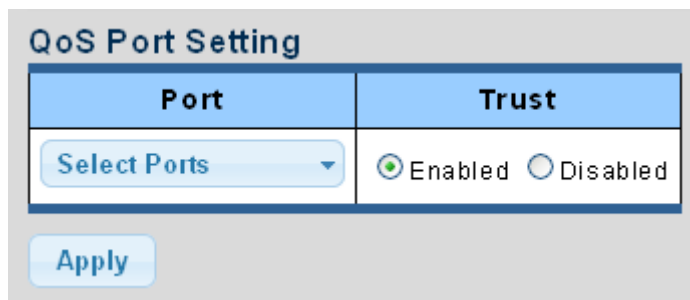 QoS Port Setting
Port Trust
Select Ports Enabled Disabled
Apply